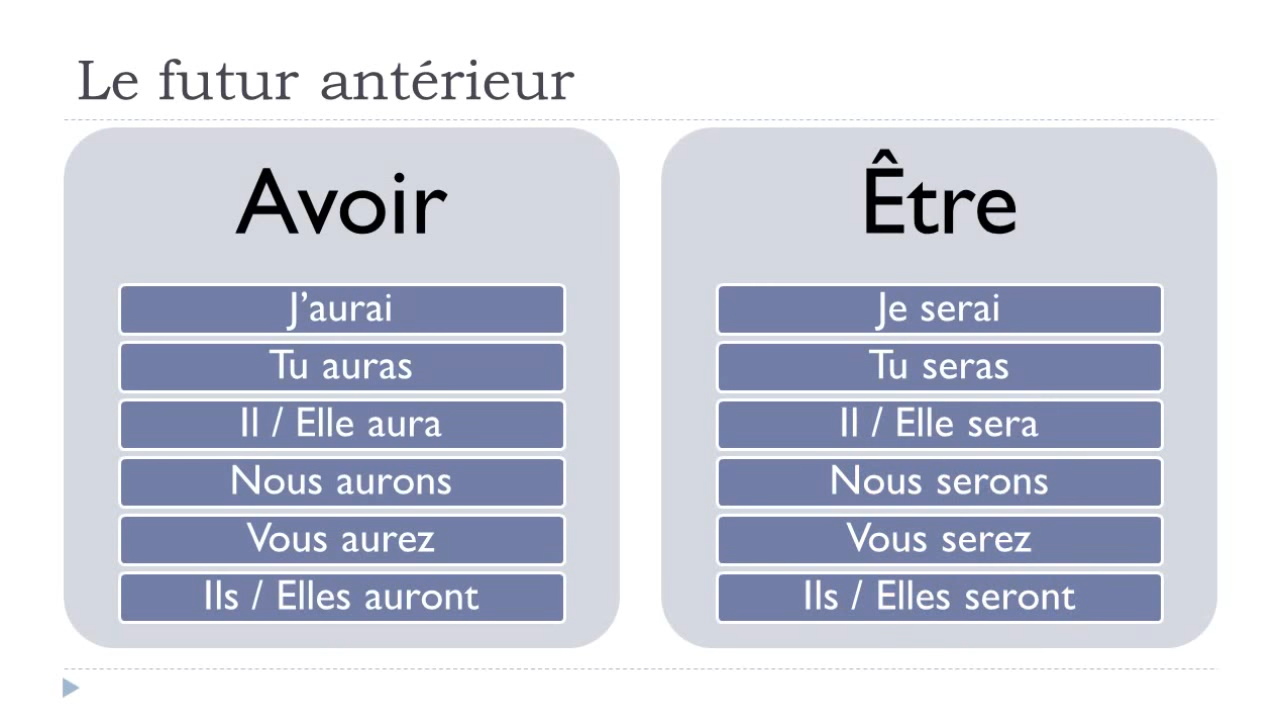 Le futur antérieur
Avoir
J’aurai
Tu auras
Il / Elle aura
Nous aurons
Vous aurez
Ils / Elles auront
Être
Je serai
Tu seras
Il / Elle sera
Nous serons
Vous serez
Ils / Elles seront